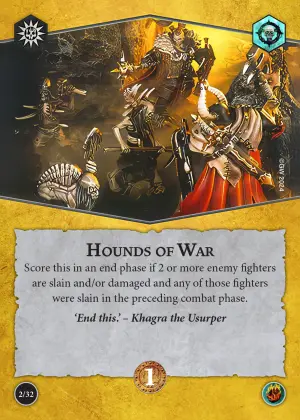 ©GW 2024
HOUNDS OF WAR
Score this in an end phase if 2 or more enemy fighters
are slain and/or damaged and any of those fighters
were slain in the preceding combat phase.
‘End this.’ – Khagra the Usurper
1
2/32